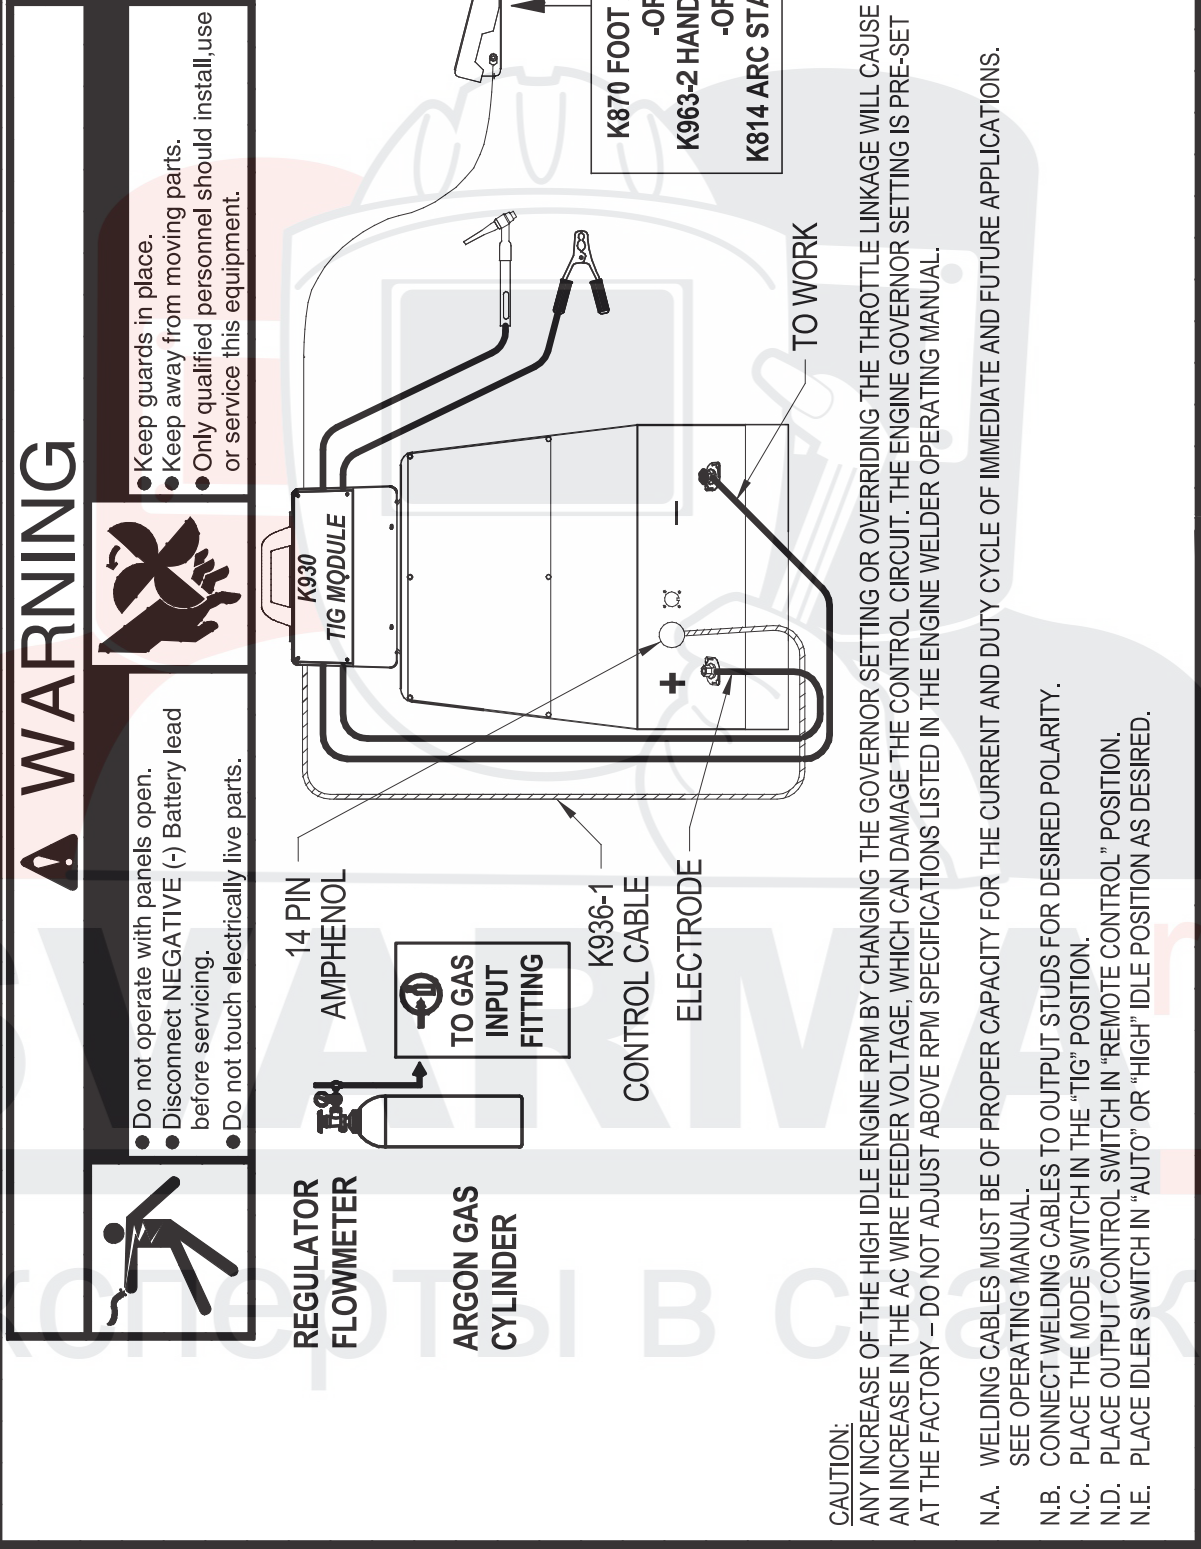 WARNING
● Do not operate with panels open.
● Disconnect NEGATIVE (-) Battery lead
before servicing.
● Do not touch electrically live parts.
● Keep guards in place.
● Keep away from moving parts.
● Only qualified personnel should install,use
or service this equipment.
REGULATOR
FLOWMETER
ARGON GAS
CYLINDER
TO GAS
INPUT
FITTING
14 PIN
AMPHENOL
K936-1
CONTROL CABLE
ELECTRODE
K930
TIG MODULE
+
-
TO WORK
K870 FOOT
-OR
K963-2 HAND
-OR
K814 ARC STA
CAUTION:
ANY INCREASE OF THE HIGH IDLE ENGINE RPM BY CHANGING THE GOVERNOR SETTING OR OVERRIDING THE THROTTLE LINKAGE WILL CAUSE
AN INCREASE IN THE AC WIRE FEEDER VOLTAGE, WHICH CAN DAMAGE THE CONTROL CIRCUIT. THE ENGINE GOVERNOR SETTING IS PRE-SET
AT THE FACTORY – DO NOT ADJUST ABOVE RPM SPECIFICATIONS LISTED IN THE ENGINE WELDER OPERATING MANUAL.
N.A. WELDING CABLES MUST BE OF PROPER CAPACITY FOR THE CURRENT AND DUTY CYCLE OF IMMEDIATE AND FUTURE APPLICATIONS.
SEE OPERATING MANUAL.
N.B. CONNECT WELDING CABLES TO OUTPUT STUDS FOR DESIRED POLARITY.
N.C. PLACE THE MODE SWITCH IN THE “TIG” POSITION.
N.D. PLACE OUTPUT CONTROL SWITCH IN “REMOTE CONTROL” POSITION.
N.E. PLACE IDLER SWITCH IN “AUTO” OR “HIGH” IDLE POSITION AS DESIRED.
SVARMA
ксперты в сварк